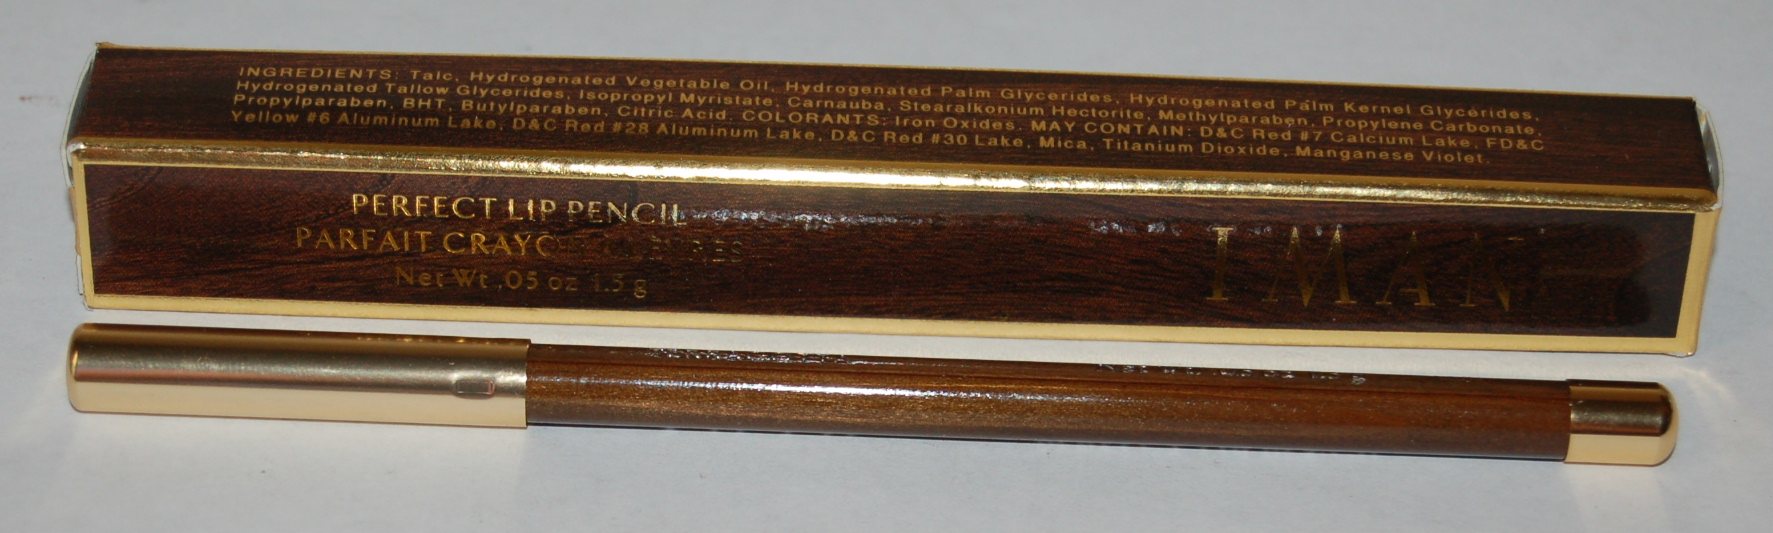 INGREDIENTS: Talc, Hydrogenated Vegetable Oil, Hydrogenated Palm Glycerides, Hydrogenated Palm Kernel Glycérides,
Hydrogenated Tallow Glycerides, Isopropyl Myristate, Carnauba, Stearalkonium Hectorite, Methylparaben, Propylene Carbonate,
Propylparaben, BHT, Butylparaben, Citric Acid. COLORANTS: Iron Oxides. MAY CONTAIN: D&C Red #7 Calcium Lake, FD&C
Yellow #6 Aluminum Lake, D&C Red #28 Aluminum Lake, D&C Red #30 Lake, Mica, Titanium Dioxide, Manganese Violet.
PERFECT LIP PENCIL
PARFAIT CRAYON
Net Wt .05 oz 1.5 g
IMAN